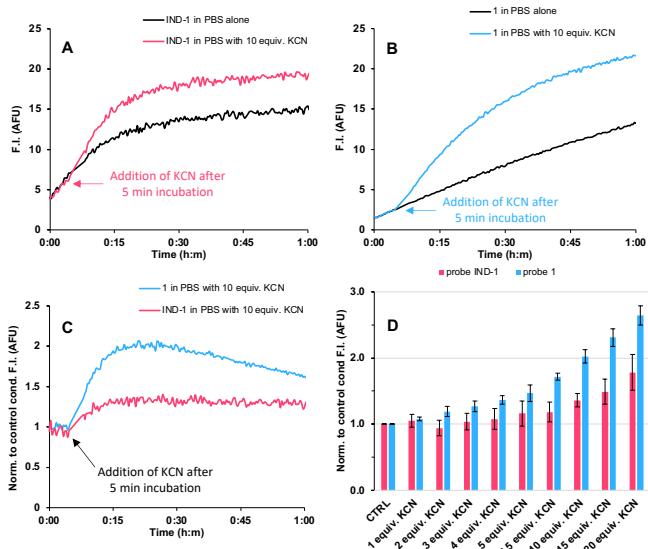 IND-1 in PBS alone
IND-1 in PBS with 10 equiv. KCN
A
F.I. (AFU)
25
20
15
10
5
0
Addition of KCN after
5 min incubation
0:00 0:15 0:30 0:45 1:00
Time (h:m)
1 in PBS alone
1 in PBS with 10 equiv. KCN
B
F.I. (AFU)
25
20
15
10
5
0
Addition of KCN after
5 min incubation
0:00 0:15 0:30 0:45 1:00
Time (h:m)
1 in PBS with 10 equiv. KCN
IND-1 in PBS with 10 equiv. KCN
C
Norm. to control cond. F.I. (AFU)
2.5
2
1.5
1
0.5
0
Addition of KCN after
5 min incubation
0:00 0:15 0:30 0:45 1:00
Time (h:m)
probe IND-1 probe 1
D
Norm. to control cond F.I. (AFU)
3.0
2.0
1.0
0.0
CTRL
1 equiv. KCN
2 equiv. KCN
3 equiv. KCN
4 equiv. KCN
5 equiv. KCN
5 equiv. KCN
10 equiv. KCN
15 equiv. KCN
20 equiv. KCN